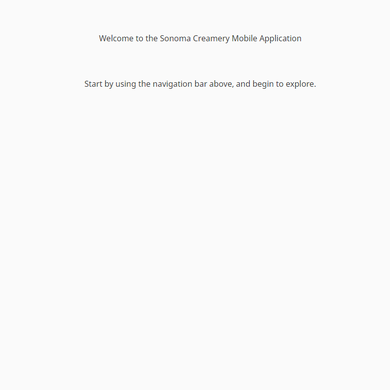 Welcome to the Sonoma Creamery Mobile Application
Start by using the navigation bar above, and begin to explore.